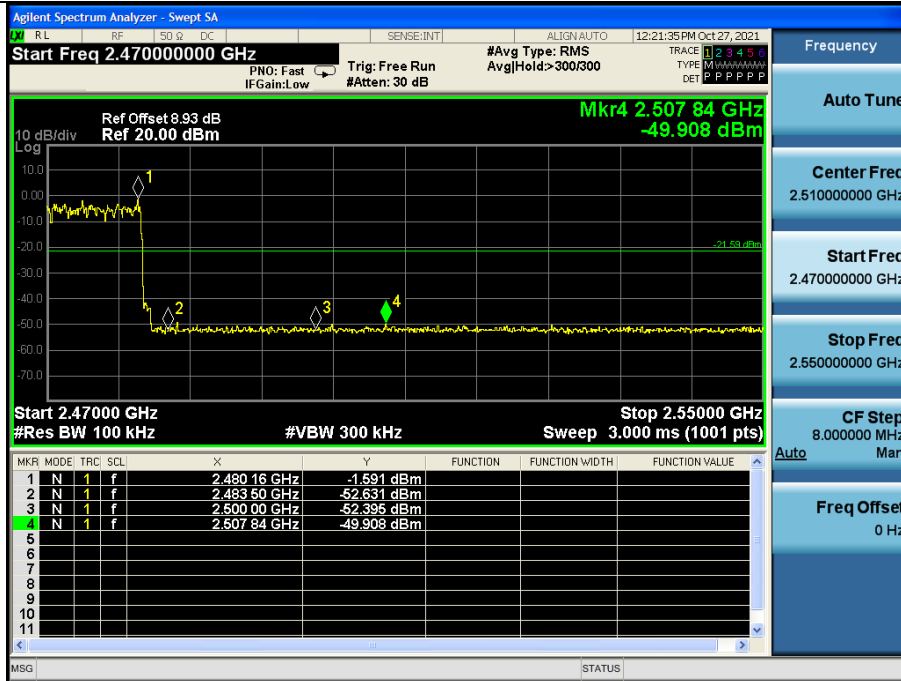 Agilent Spectrum Analyzer - Swept SA
LXI RL RF 50 Ω DC SENSE:INT ALIGN AUTO 12:21:35 PM Oct 27, 2021
Start Freq 2.470000000 GHz
PNO: Fast
IFGain:Low
Trig: Free Run
#Atten: 30 dB
#Avg Type: RMS
Avg|Hold:>300/300
TRACE 1 2 3 4 5 6
TYPE M WWWWW
DET P P P P P P
Mkr4 2.507 84 GHz
-49.908 dBm
Ref Offset 8.93 dB
10 dB/div Ref 20.00 dBm
Log
10.0
0.00
-10.0
-20.0
-30.0
-40.0
-50.0
-60.0
-70.0
1
2
3
4
-21.59 dBm
Start 2.47000 GHz Stop 2.55000 GHz
#Res BW 100 kHz #VBW 300 kHz Sweep 3.000 ms (1001 pts)
MKR MODE TRC SCL X Y FUNCTION FUNCTION WIDTH FUNCTION VALUE
1 N 1 f 2.480 16 GHz -1.591 dBm
2 N 1 f 2.483 50 GHz -52.631 dBm
3 N 1 f 2.500 00 GHz -52.395 dBm
4 N 1 f 2.507 84 GHz -49.908 dBm
5
6
7
8
9
10
11
MSG STATUS
Frequency
Auto Tune
Center Freq
2.510000000 GHz
Start Freq
2.470000000 GHz
Stop Freq
2.550000000 GHz
CF Step
8.000000 MHz
Auto Man
Freq Offset
0 Hz